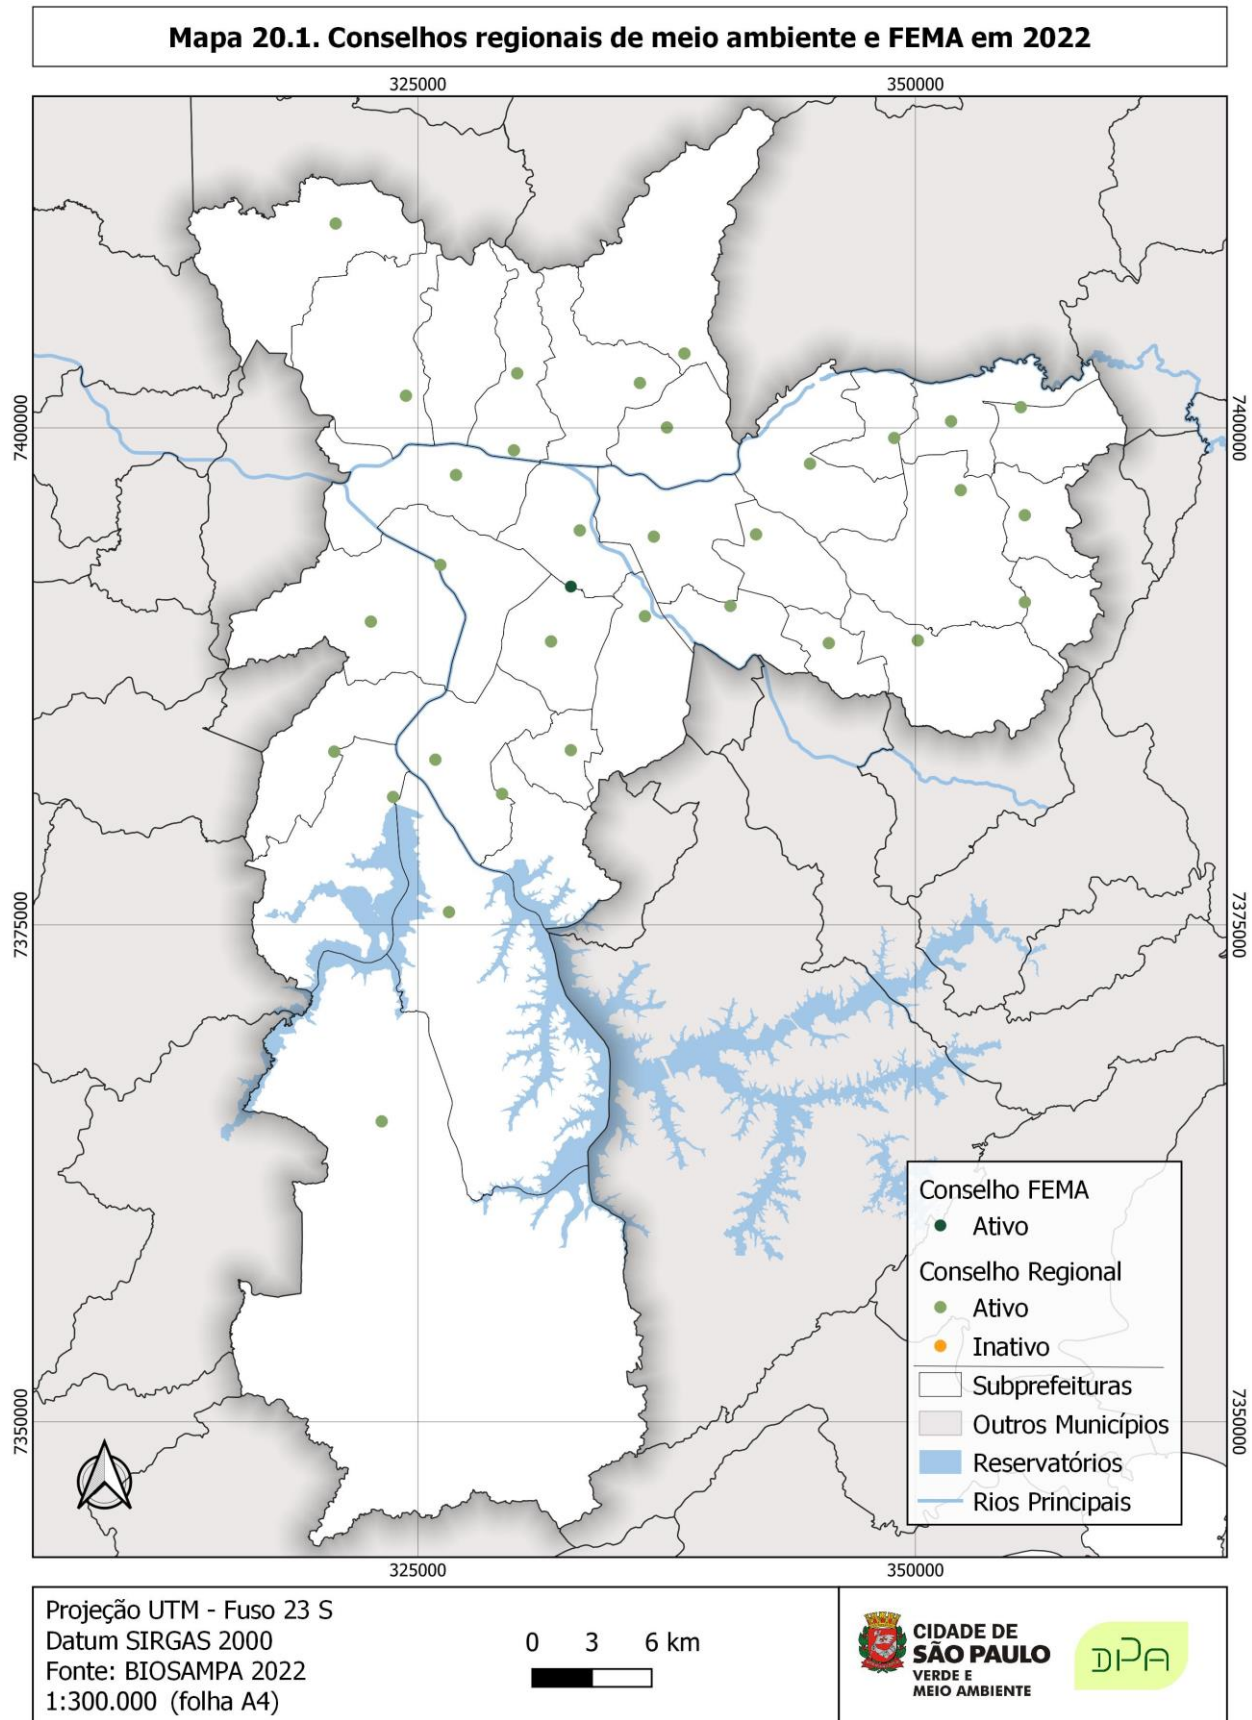 Mapa 20.1. Conselhos regionais de meio ambiente e FEMA em 2022
325000
350000
7400000
7400000
7375000
7375000
7350000
7350000
Conselho FEMA
Ativo
Conselho Regional
Ativo
Inativo
Subprefeituras
Outros Municípios
Reservatórios
Rios Principais
325000
350000
Projeção UTM - Fuso 23 S
Datum SIRGAS 2000
Fonte: BIOSAMPA 2022
1:300.000 (folha A4)
0 3 6 km
CIDADE DE
SÃO PAULO
VERDE E
MEIO AMBIENTE
DPA